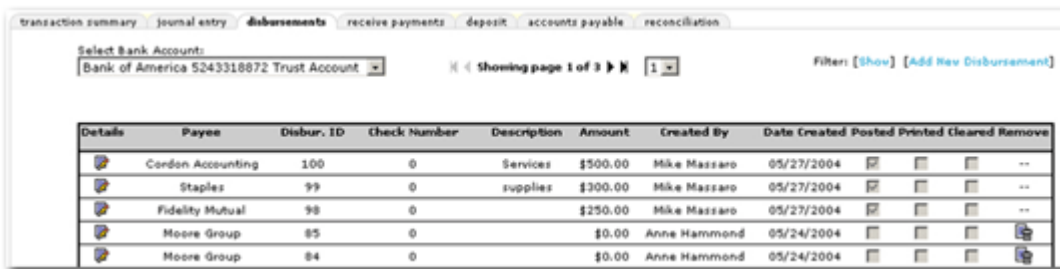 transaction summary journal entry disbursements receive payments deposit accounts payable reconciliation
Select Bank Account:
Bank of America 5243318872 Trust Account Showing page 1 of 3 1 Filter: [Show] [Add New Disbursement]
Details Payee Disbur. ID Check Number Description Amount Created By Date Created Posted Printed Cleared Remove
Cordon Accounting 100 0 Services $500.00 Mike Massaro 05/27/2004 --
Staples 99 0 supplies $300.00 Mike Massaro 05/27/2004 --
Fidelity Mutual 98 0 $250.00 Mike Massaro 05/27/2004 --
Moore Group 85 0 $0.00 Anne Hammond 05/24/2004
Moore Group 84 0 $0.00 Anne Hammond 05/24/2004